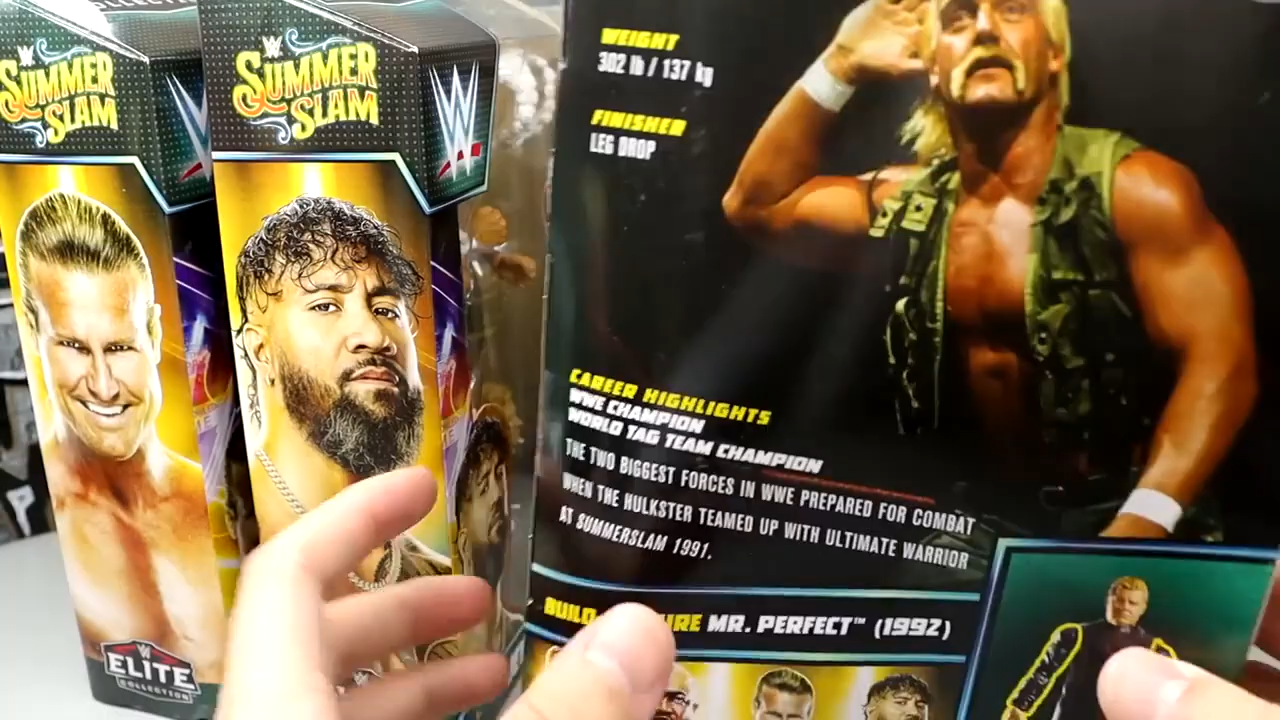 SUMMER
SLAM
W
SUMMER
SLAM
W
ELITE
COLLECTION
WEIGHT
302 lb / 137 kg
FINISHER
LEG DROP
CAREER HIGHLIGHTS
WWE CHAMPION
WORLD TAG TEAM CHAMPION
THE TWO BIGGEST FORCES IN WWE PREPARED FOR COMBAT
WHEN THE HULKSTER TEAMED UP WITH ULTIMATE WARRIOR
AT SUMMERSLAM 1991.
BUILD MR. PERFECT™ (1992)